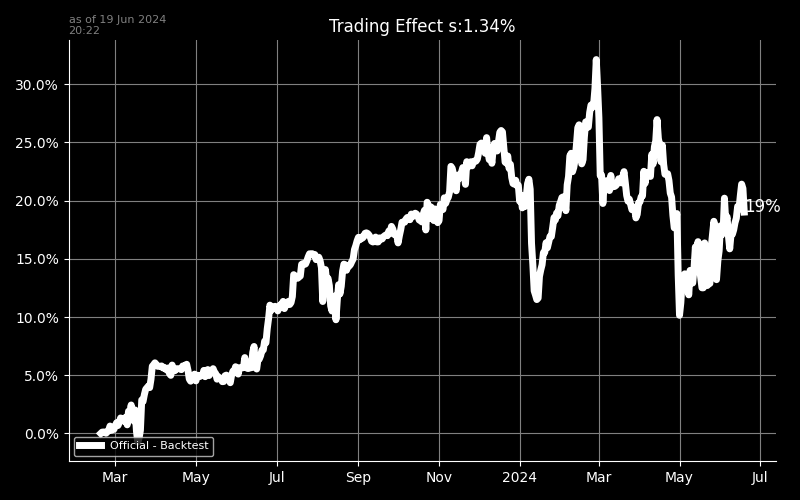 as of 19 Jun 2024
20:22
Trading Effect s:1.34%
30.0%
25.0%
20.0%
19%
15.0%
10.0%
5.0%
0.0%
Official - Backtest
Mar May Jul Sep Nov 2024 Mar May Jul